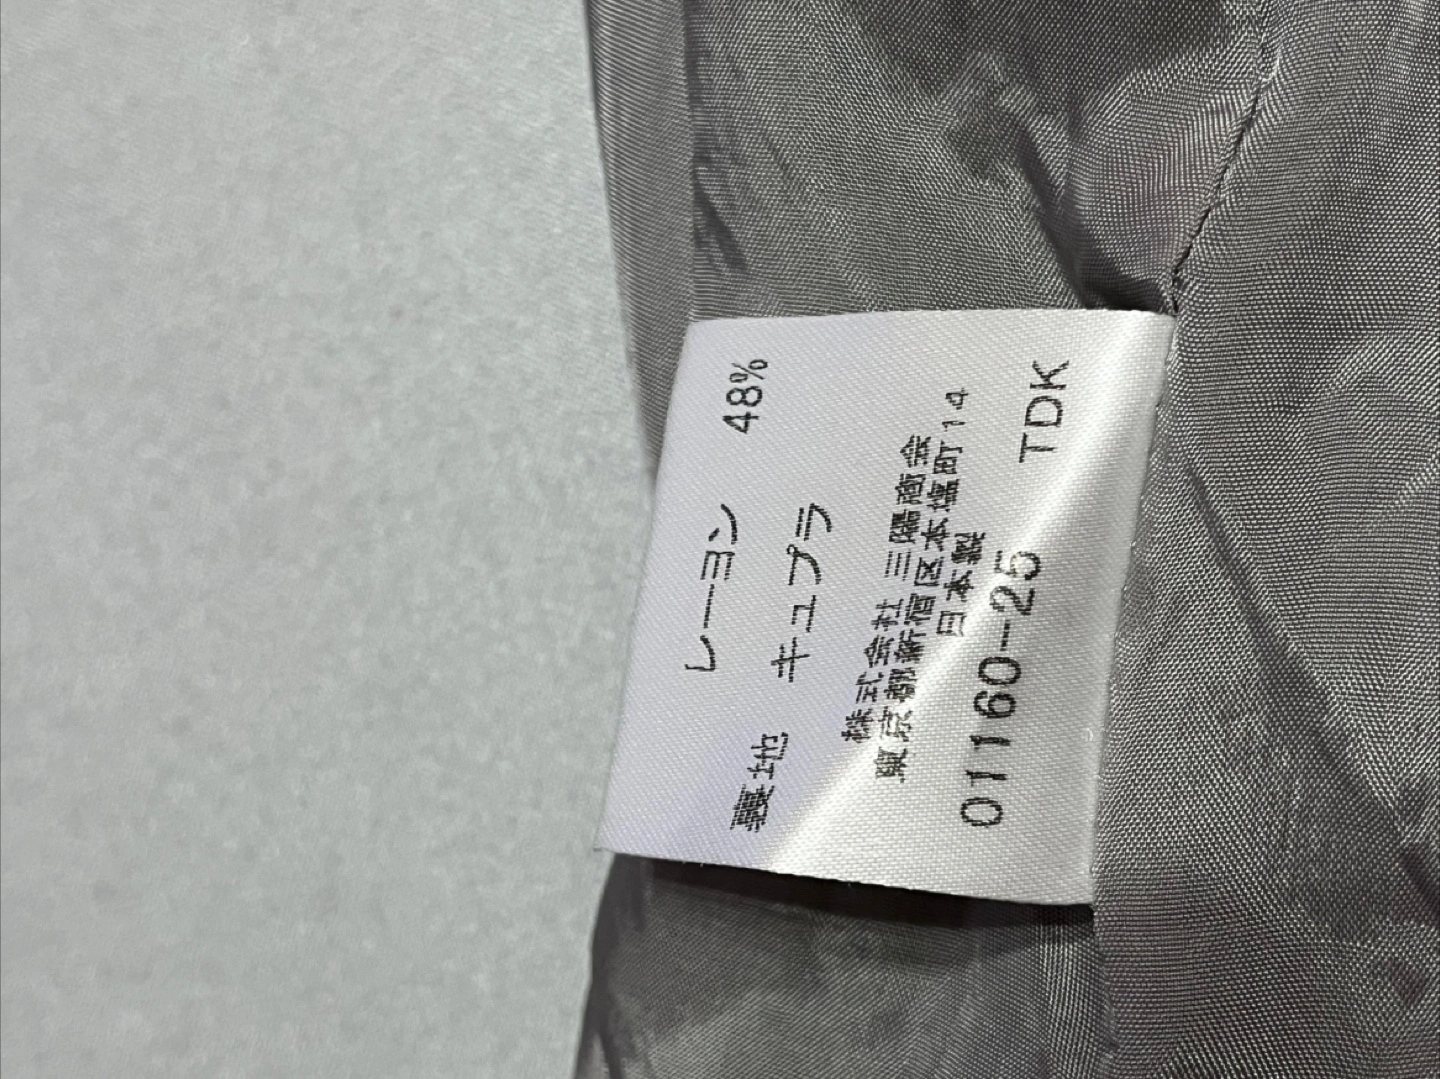 レーヨン 48%
裏地 キュプラ
株式会社 三陽商会
東京都新宿区本塩町14
日本製
01160-25 TDK